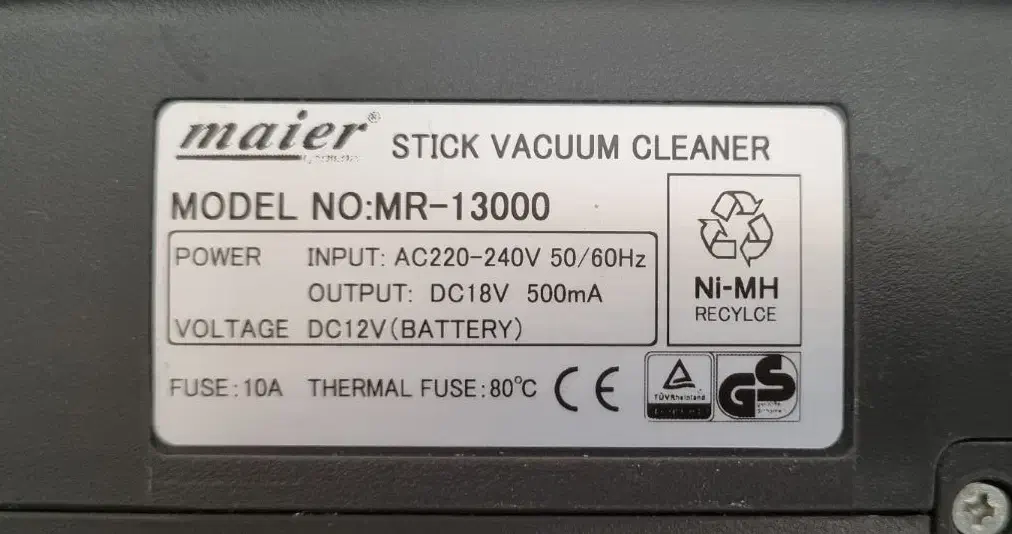 maier® STICK VACUUM CLEANER
MODEL NO:MR-13000
POWER INPUT: AC220-240V 50/60Hz
OUTPUT: DC18V 500mA
VOLTAGE DC12V(BATTERY)
Ni-MH
RECYLCE
FUSE:10A THERMAL FUSE:80°C CE
TÜVRheinland
GS